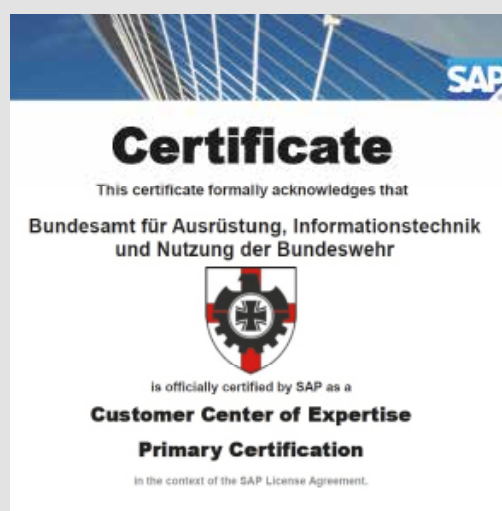 SAP
Certificate
This certificate formally acknowledges that
Bundesamt für Ausrüstung, Informationstechnik
und Nutzung der Bundeswehr
is officially certified by SAP as a
Customer Center of Expertise
Primary Certification
in the context of the SAP License Agreement.